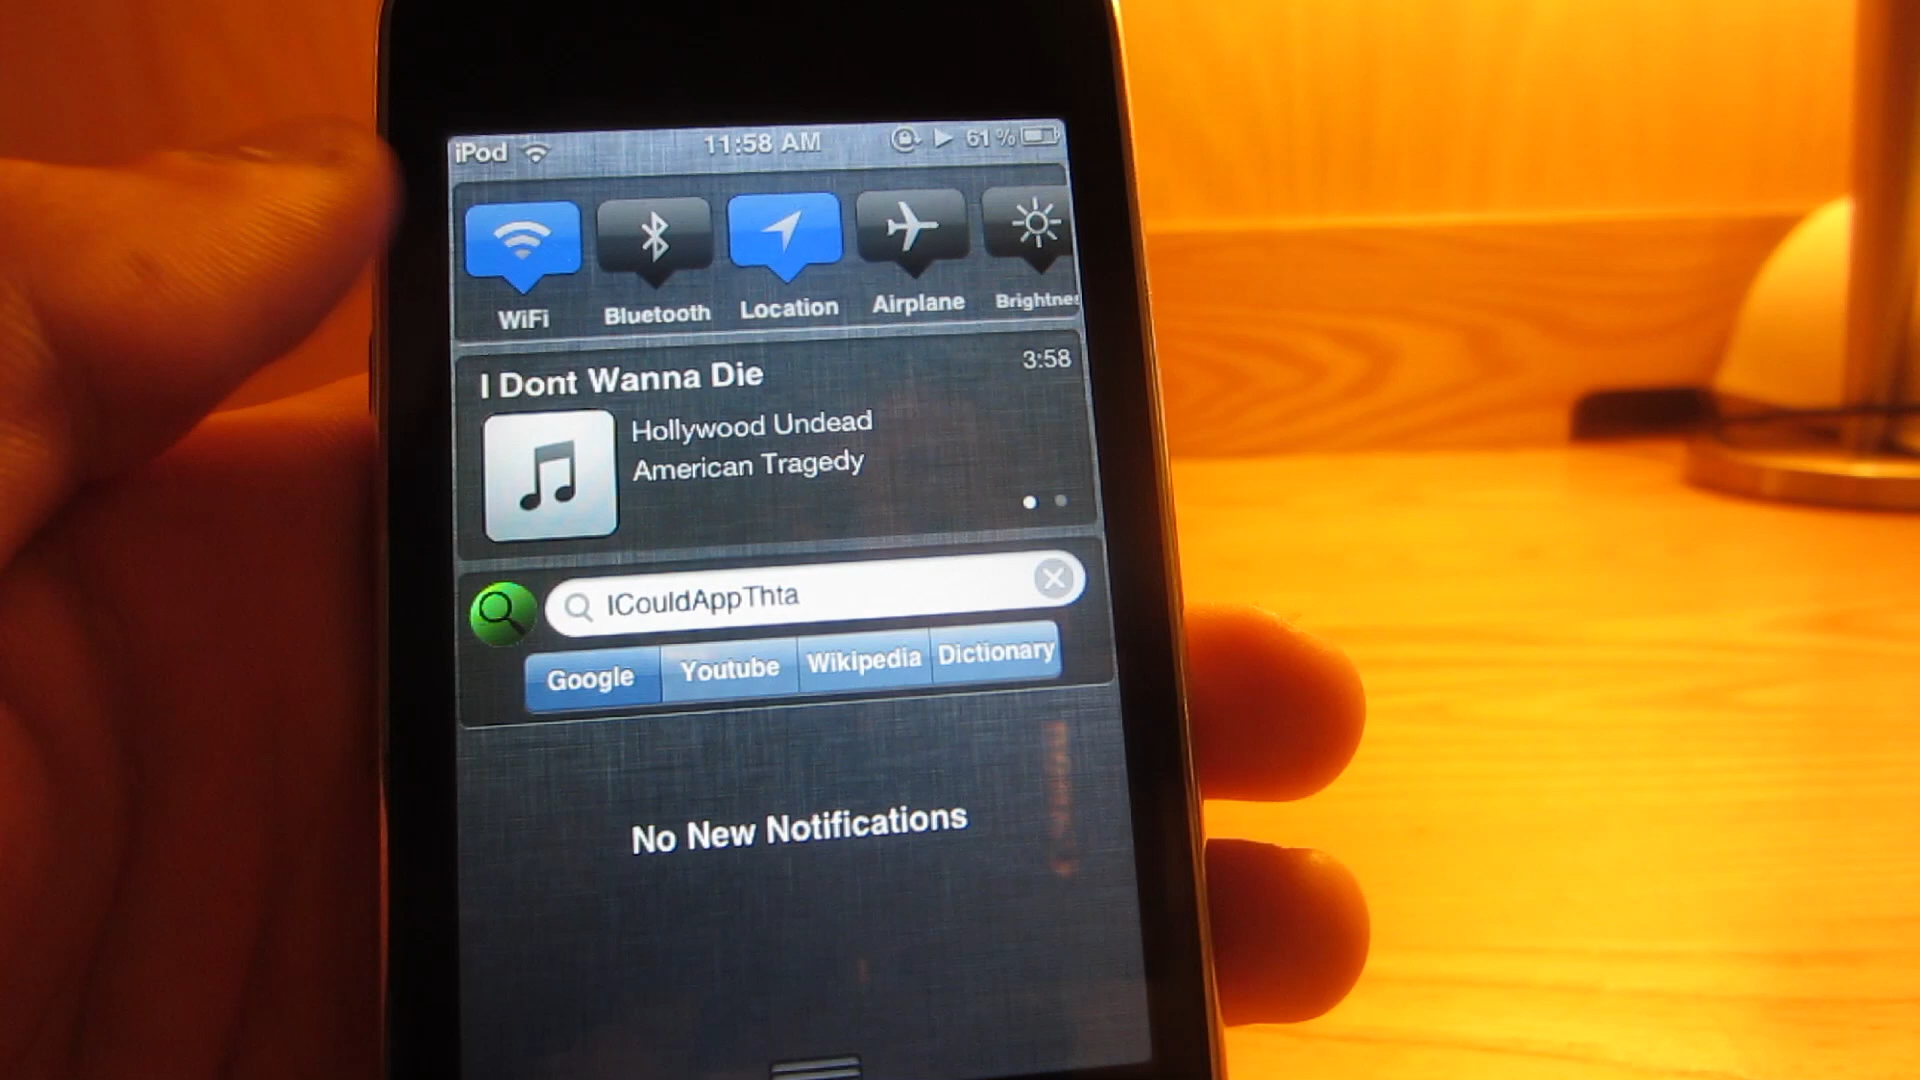 iPod 11:58 AM 61%
WiFi Bluetooth Location Airplane Brightnes
I Dont Wanna Die 3:58
Hollywood Undead
American Tragedy
ICouldAppThta
Google Youtube Wikipedia Dictionary
No New Notifications